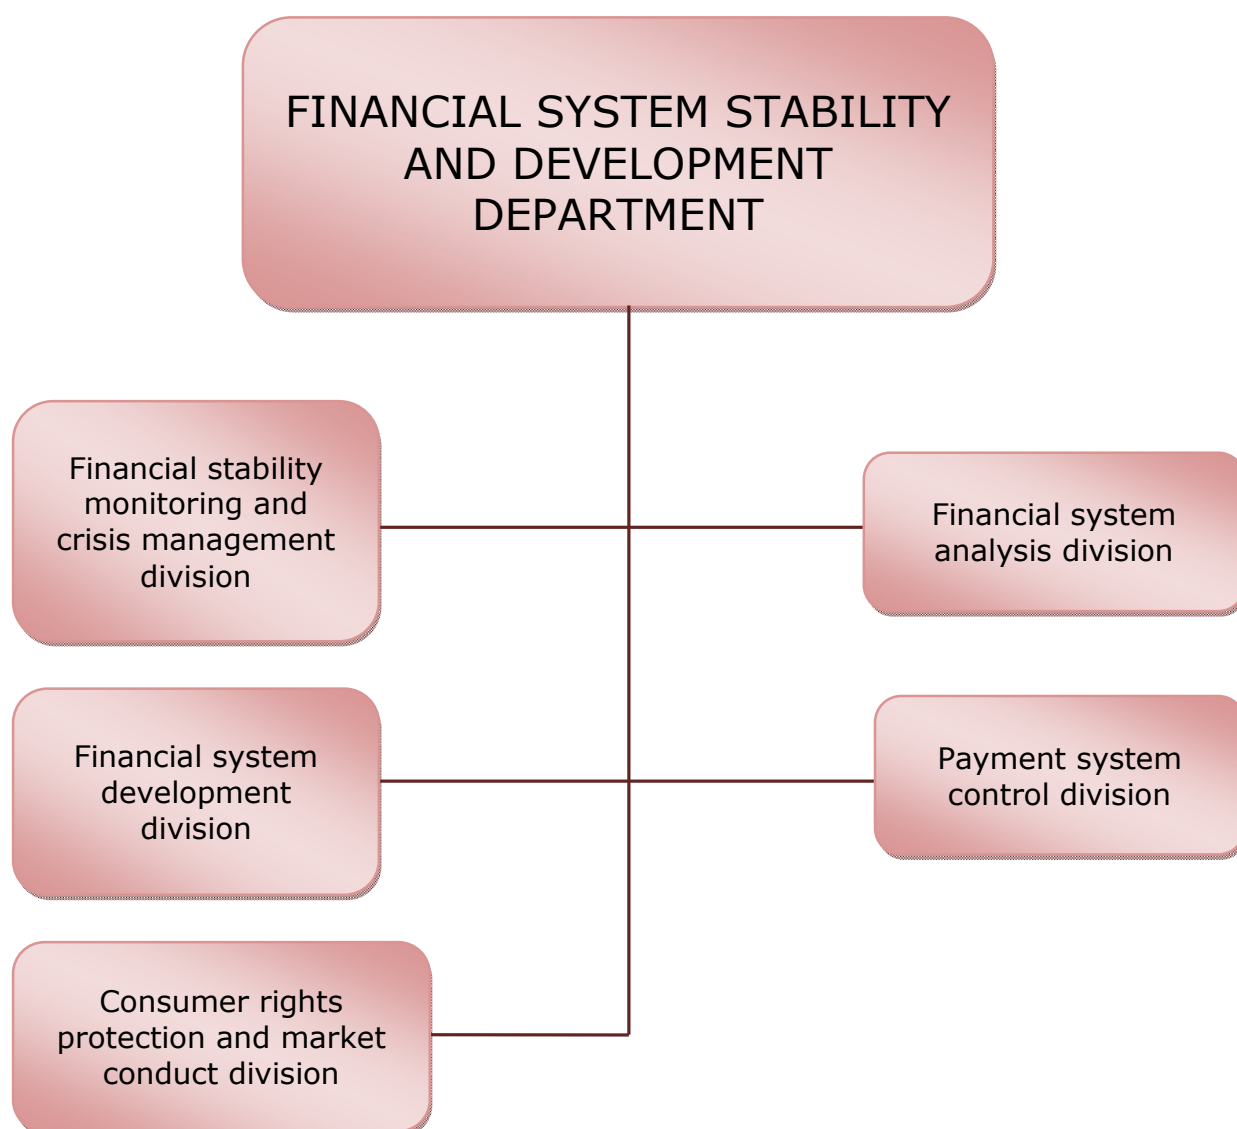 FINANCIAL SYSTEM STABILITY
AND DEVELOPMENT
DEPARTMENT
Financial stability
monitoring and
crisis management
division
Financial system
analysis division
Financial system
development
division
Payment system
control division
Consumer rights
protection and market
conduct division